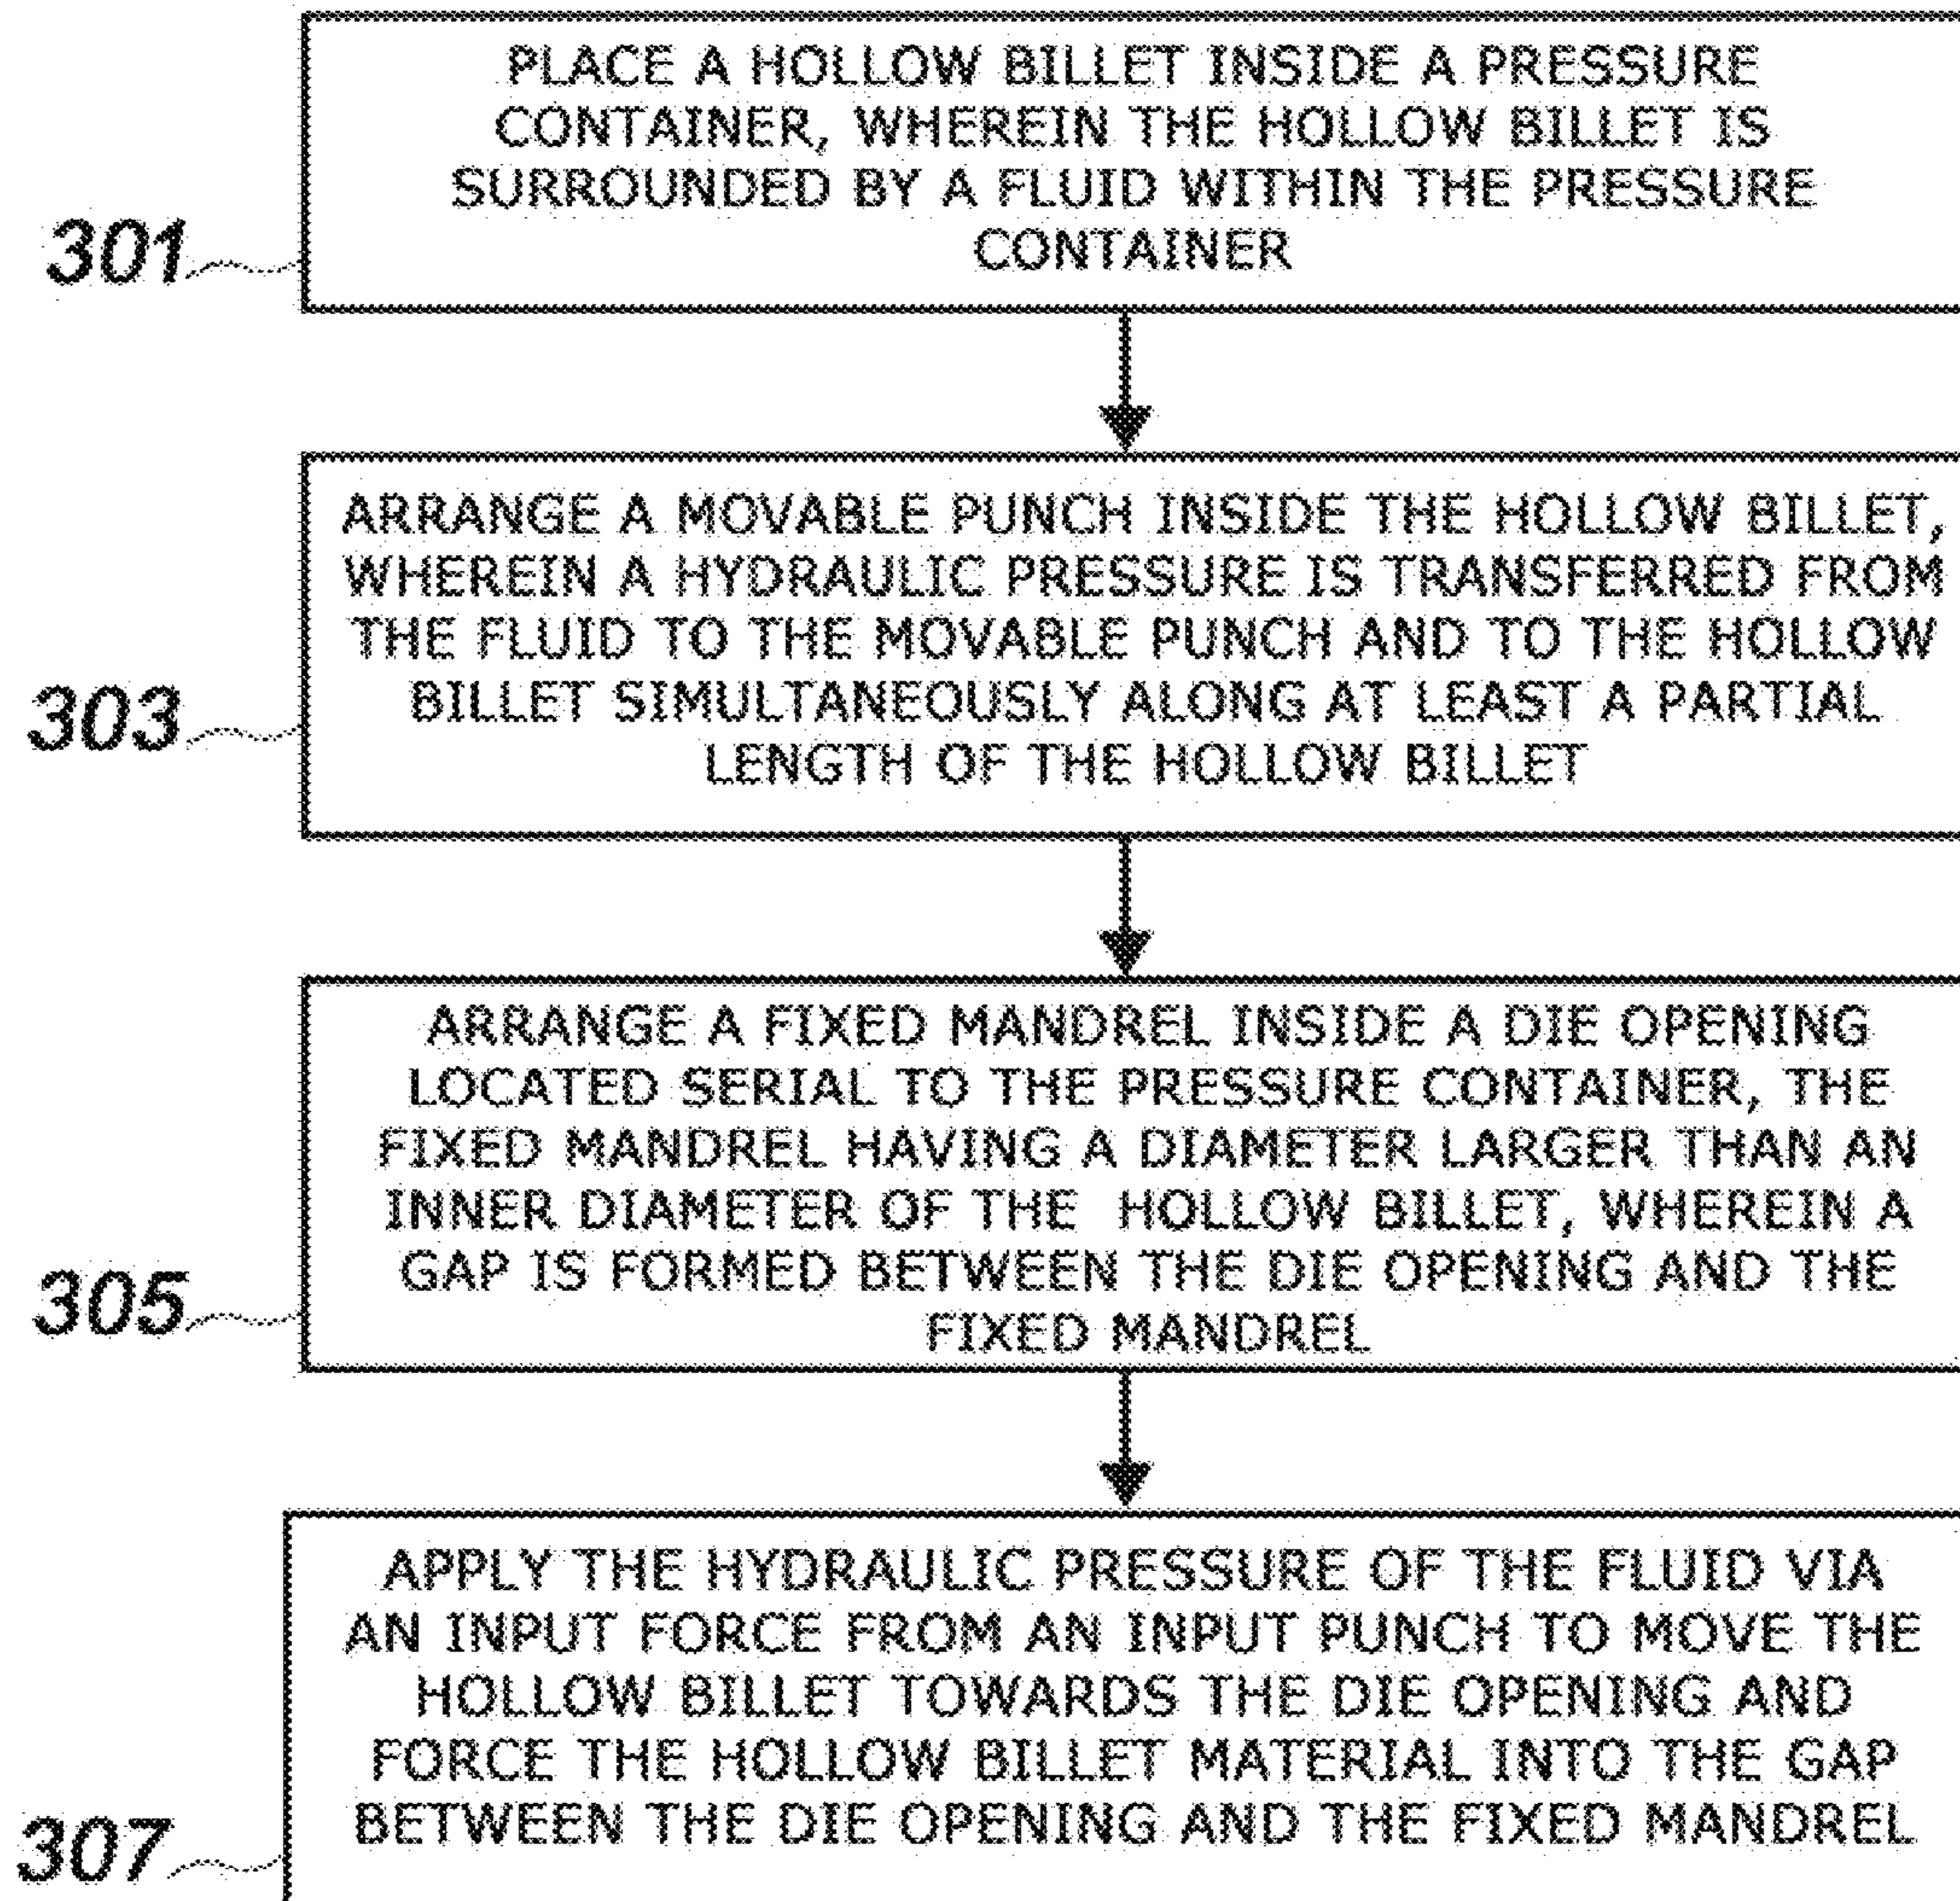 PLACE A HOLLOW BILLET INSIDE A PRESSURE
CONTAINER, WHEREIN THE HOLLOW BILLET IS
SURROUNDED BY A FLUID WITHIN THE PRESSURE
CONTAINER
301
ARRANGE A MOVABLE PUNCH INSIDE THE HOLLOW BILLET,
WHEREIN A HYDRAULIC PRESSURE IS TRANSFERRED FROM
THE FLUID TO THE MOVABLE PUNCH AND TO THE HOLLOW
BILLET SIMULTANEOUSLY ALONG AT LEAST A PARTIAL
LENGTH OF THE HOLLOW BILLET
303
ARRANGE A FIXED MANDREL INSIDE A DIE OPENING
LOCATED SERIAL TO THE PRESSURE CONTAINER, THE
FIXED MANDREL HAVING A DIAMETER LARGER THAN AN
INNER DIAMETER OF THE HOLLOW BILLET, WHEREIN A
GAP IS FORMED BETWEEN THE DIE OPENING AND THE
FIXED MANDREL
305
APPLY THE HYDRAULIC PRESSURE OF THE FLUID VIA
AN INPUT FORCE FROM AN INPUT PUNCH TO MOVE THE
HOLLOW BILLET TOWARDS THE DIE OPENING AND
FORCE THE HOLLOW BILLET MATERIAL INTO THE GAP
BETWEEN THE DIE OPENING AND THE FIXED MANDREL
307